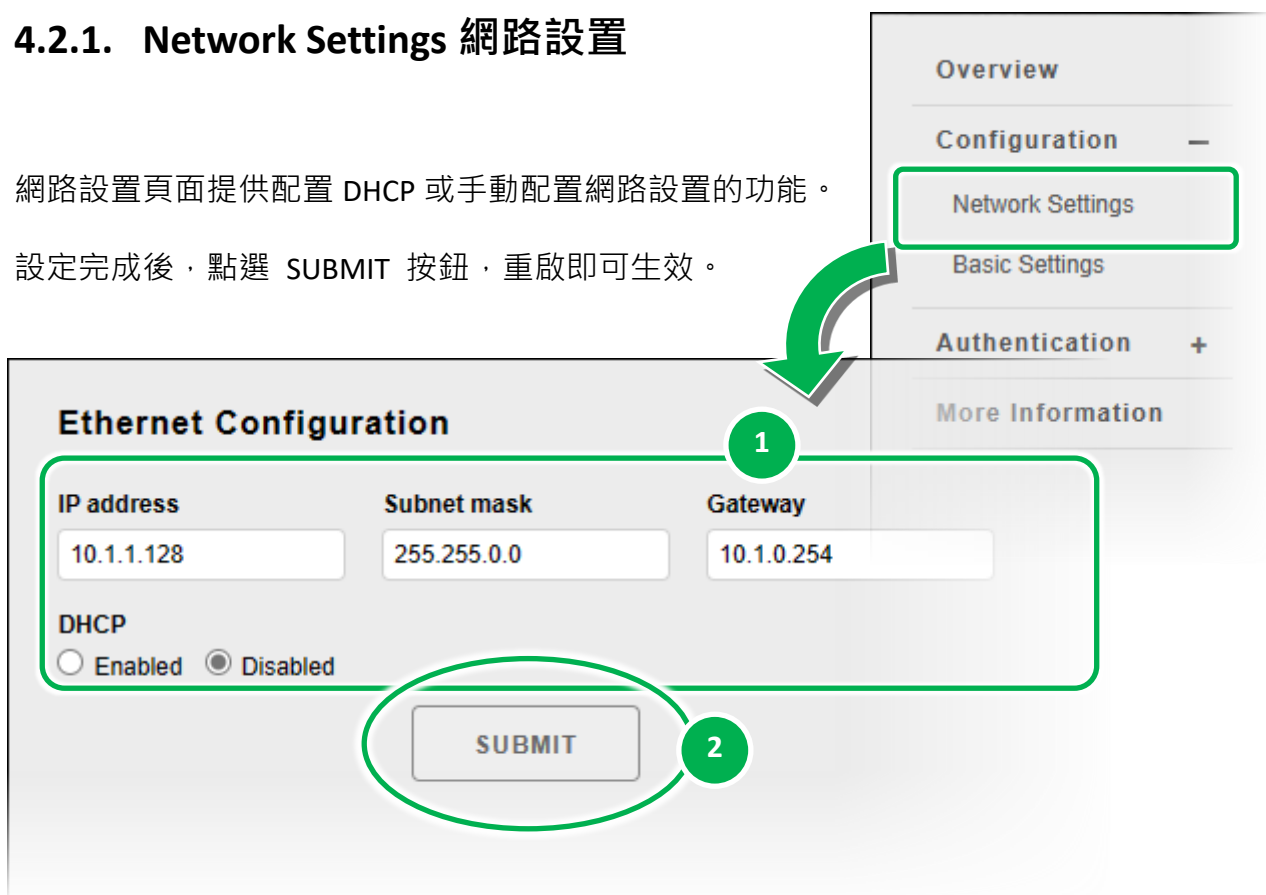 4.2.1. Network Settings 網路設置
網路設置頁面提供配置 DHCP 或手動配置網路設置的功能。
設定完成後，點選 SUBMIT 按鈕，重啟即可生效。
Overview
Configuration −
Network Settings
Basic Settings
Authentication +
More Information
Ethernet Configuration
1
IP address Subnet mask Gateway
10.1.1.128 255.255.0.0 10.1.0.254
DHCP
Enabled Disabled
SUBMIT
2